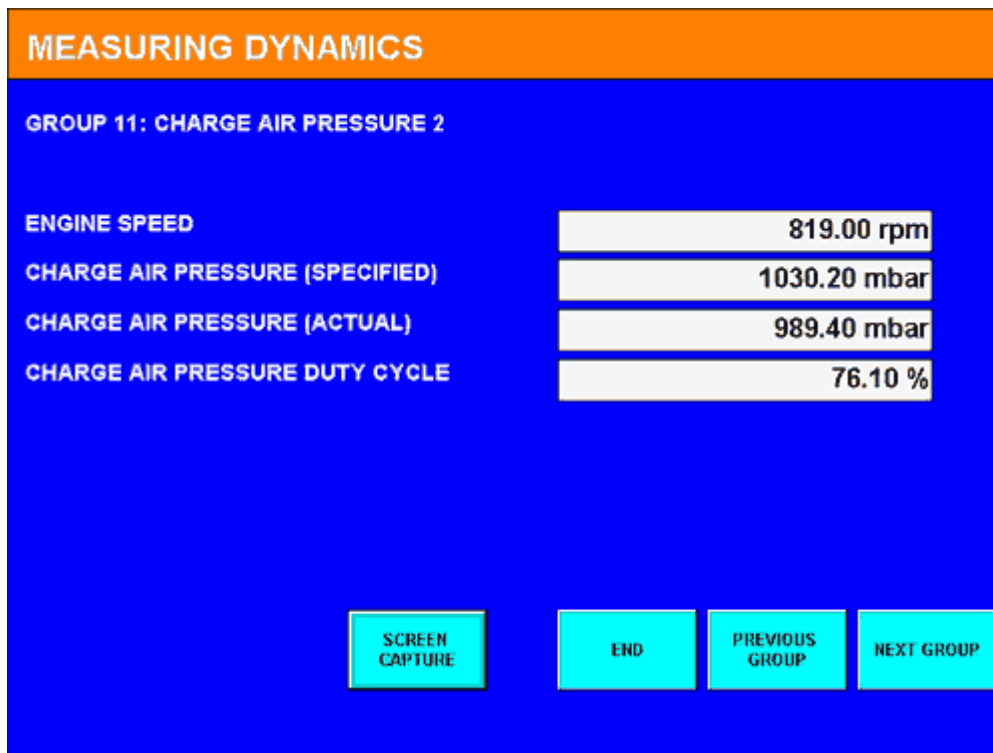 MEASURING DYNAMICS
GROUP 11: CHARGE AIR PRESSURE 2
ENGINE SPEED 819.00 rpm
CHARGE AIR PRESSURE (SPECIFIED) 1030.20 mbar
CHARGE AIR PRESSURE (ACTUAL) 989.40 mbar
CHARGE AIR PRESSURE DUTY CYCLE 76.10 %
SCREEN CAPTURE
END
PREVIOUS GROUP
NEXT GROUP